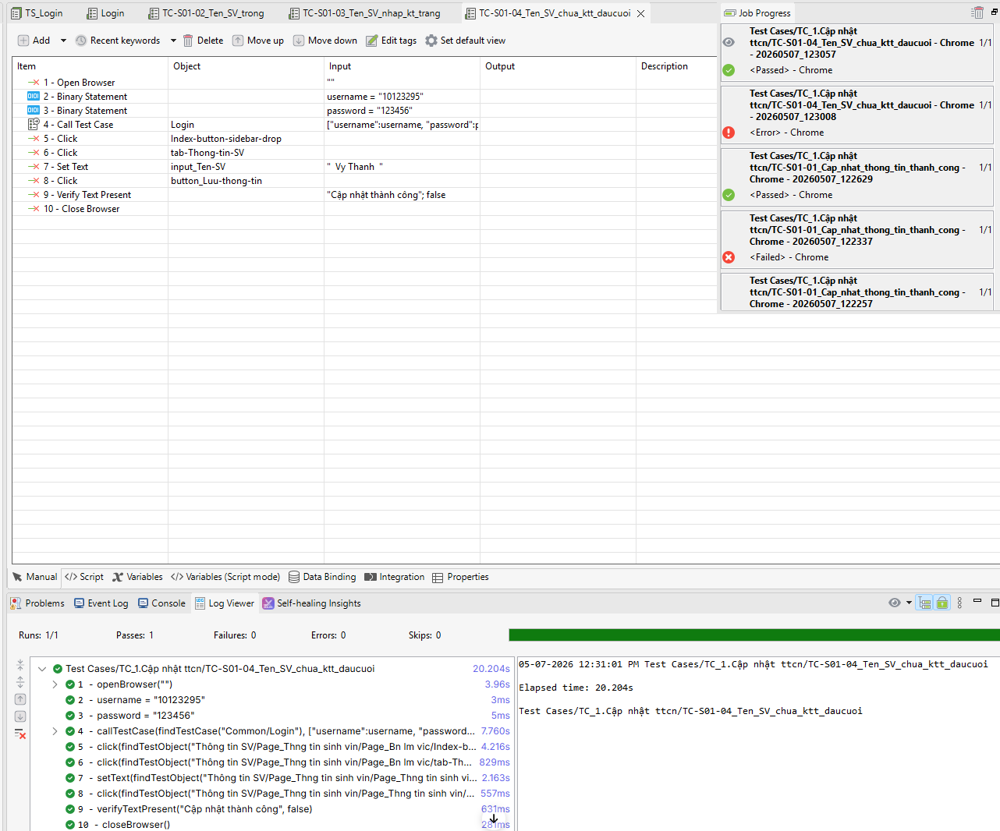 TS_Login
Login
TC-S01-02_Ten_SV_trong
TC-S01-03_Ten_SV_nhap_kt_trang
TC-S01-04_Ten_SV_chua_ktt_daucuoi
Add
Recent keywords
Delete
Move up
Move down
Edit tags
Set default view
Item Object Input Output Description
1 - Open Browser ""
2 - Binary Statement username = "10123295"
3 - Binary Statement password = "123456"
4 - Call Test Case Login ["username":username, "password":p
5 - Click Index-button-sidebar-drop
6 - Click tab-Thong-tin-SV
7 - Set Text input_Ten-SV "  Vy Thanh  "
8 - Click button_Luu-thong-tin
9 - Verify Text Present "Cập nhật thành công"; false
10 - Close Browser
Job Progress
Test Cases/TC_1.Cập nhật
ttcn/TC-S01-04_Ten_SV_chua_ktt_daucuoi - Chrome 1/1
- 20260507_123057
<Passed> - Chrome
Test Cases/TC_1.Cập nhật
ttcn/TC-S01-04_Ten_SV_chua_ktt_daucuoi - Chrome 1/1
- 20260507_123008
<Error> - Chrome
Test Cases/TC_1.Cập nhật
ttcn/TC-S01-01_Cap_nhat_thong_tin_thanh_cong - 1/1
Chrome - 20260507_122629
<Passed> - Chrome
Test Cases/TC_1.Cập nhật
ttcn/TC-S01-01_Cap_nhat_thong_tin_thanh_cong - 1/1
Chrome - 20260507_122337
<Failed> - Chrome
Test Cases/TC_1.Cập nhật
ttcn/TC-S01-01_Cap_nhat_thong_tin_thanh_cong - 1/1
Chrome - 20260507_122257
Manual
</> Script
Variables
</> Variables (Script mode)
Data Binding
Integration
Properties
Problems
Event Log
Console
Log Viewer
Self-healing Insights
Runs: 1/1 Passes: 1 Failures: 0 Errors: 0 Skips: 0
Test Cases/TC_1.Cập nhật ttcn/TC-S01-04_Ten_SV_chua_ktt_daucuoi 20.204s
1 - openBrowser("") 3.96s
2 - username = "10123295" 3ms
3 - password = "123456" 5ms
4 - callTestCase(findTestCase("Common/Login"), ["username":username, "password... 7.760s
5 - click(findTestObject("Thông tin SV/Page_Thng tin sinh vin/Page_Bn lm vic/Index-b... 4.216s
6 - click(findTestObject("Thông tin SV/Page_Thng tin sinh vin/Page_Bn lm vic/tab-Th... 829ms
7 - setText(findTestObject("Thông tin SV/Page_Thng tin sinh vin/Page_Thng tin sinh vi... 2.163s
8 - click(findTestObject("Thông tin SV/Page_Thng tin sinh vin/Page_Thng tin sinh vin/... 557ms
9 - verifyTextPresent("Cập nhật thành công", false) 631ms
10 - closeBrowser() 281ms
05-07-2026 12:31:01 PM Test Cases/TC_1.Cập nhật ttcn/TC-S01-04_Ten_SV_chua_ktt_daucuoi
Elapsed time: 20.204s
Test Cases/TC_1.Cập nhật ttcn/TC-S01-04_Ten_SV_chua_ktt_daucuoi